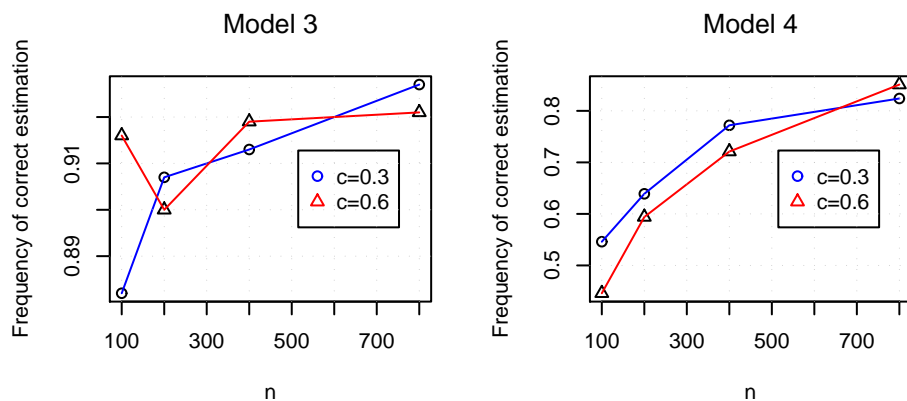 Model 3
Frequency of correct estimation
0.91
0.89
c=0.3
c=0.6
100 300 500 700
n
Model 4
Frequency of correct estimation
0.8
0.7
0.6
0.5
c=0.3
c=0.6
100 300 500 700
n